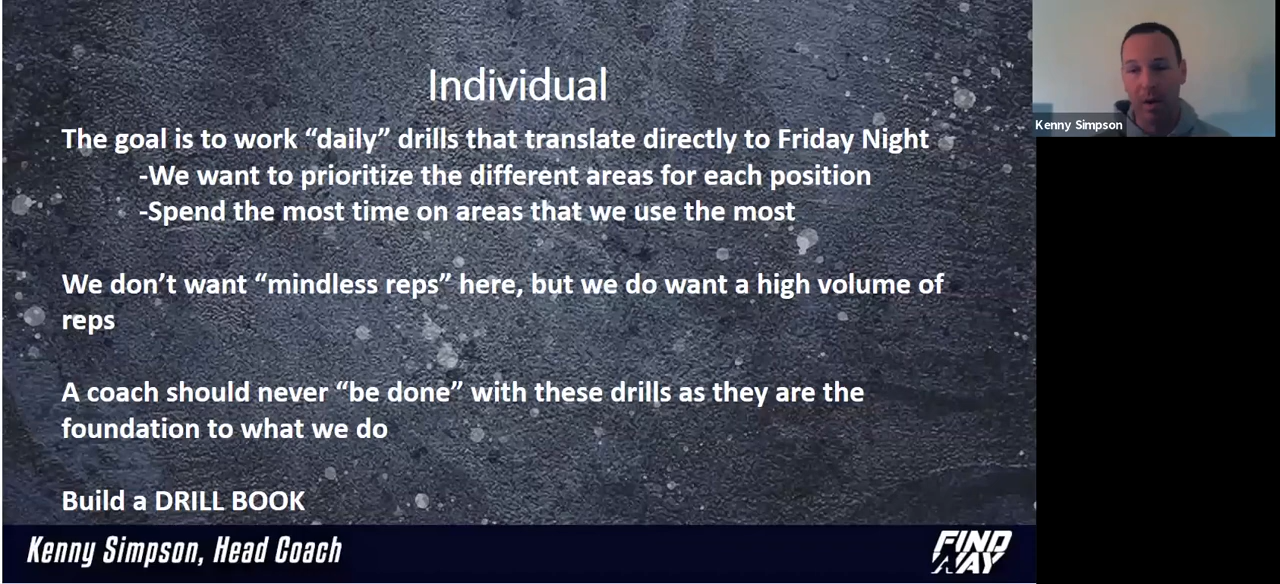 Individual
The goal is to work “daily” drills that translate directly to Friday Night
-We want to prioritize the different areas for each position
-Spend the most time on areas that we use the most
We don’t want “mindless reps” here, but we do want a high volume of
reps
A coach should never “be done” with these drills as they are the
foundation to what we do
Build a DRILL BOOK
Kenny Simpson, Head Coach
FIND
WAY
Kenny Simpson